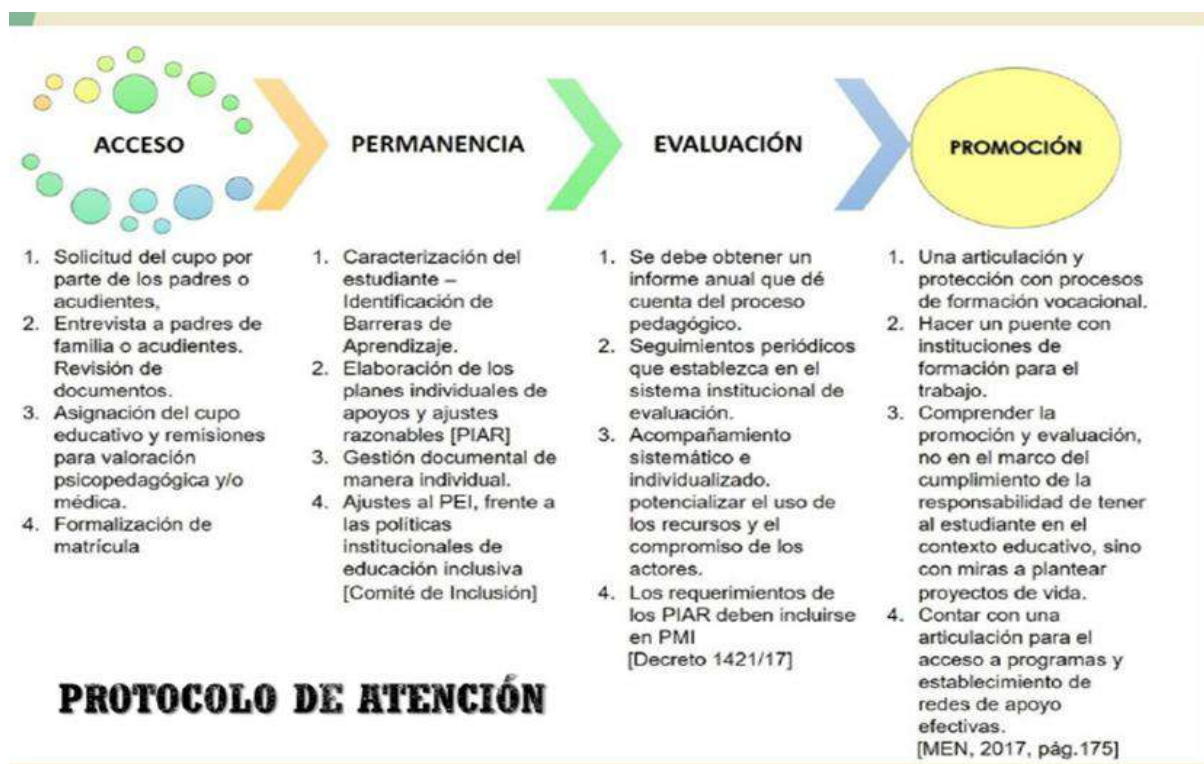 ACCESO
1. Solicitud del cupo por
parte de los padres o
acudientes,
2. Entrevista a padres de
familia o acudientes.
Revisión de
documentos.
3. Asignación del cupo
educativo y remisiones
para valoración
psicopedagógica y/o
médica.
4. Formalización de
matrícula
PERMANENCIA
1. Caracterización del
estudiante –
Identificación de
Barreras de
Aprendizaje.
2. Elaboración de los
planes individuales de
apoyos y ajustes
razonables [PIAR]
3. Gestión documental de
manera individual.
4. Ajustes al PEI, frente a
las políticas
institucionales de
educación inclusiva
[Comité de Inclusión]
EVALUACIÓN
1. Se debe obtener un
informe anual que dé
cuenta del proceso
pedagógico.
2. Seguimientos periódicos
que establezca en el
sistema institucional de
evaluación.
3. Acompañamiento
sistemático e
individualizado.
potencializar el uso de
los recursos y el
compromiso de los
actores.
4. Los requerimientos de
los PIAR deben incluirse
en PMI
[Decreto 1421/17]
PROMOCIÓN
1. Una articulación y
protección con procesos
de formación vocacional.
2. Hacer un puente con
instituciones de
formación para el
trabajo.
3. Comprender la
promoción y evaluación,
no en el marco del
cumplimiento de la
responsabilidad de tener
al estudiante en el
contexto educativo, sino
con miras a plantear
proyectos de vida.
4. Contar con una
articulación para el
acceso a programas y
establecimiento de
redes de apoyo
efectivas.
[MEN, 2017, pág.175]
PROTOCOLO DE ATENCIÓN